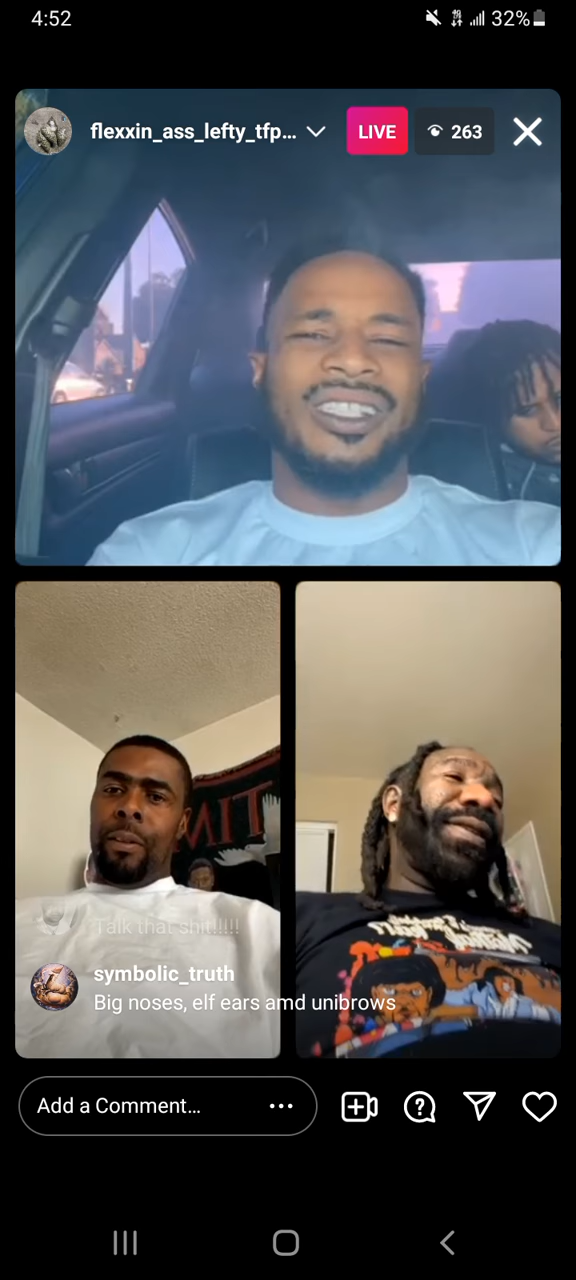 4:52
32%
flexxin_ass_lefty_tfp...
LIVE
263
Talk that shit!!!!!
symbolic_truth
Big noses, elf ears amd unibrows
Add a Comment...